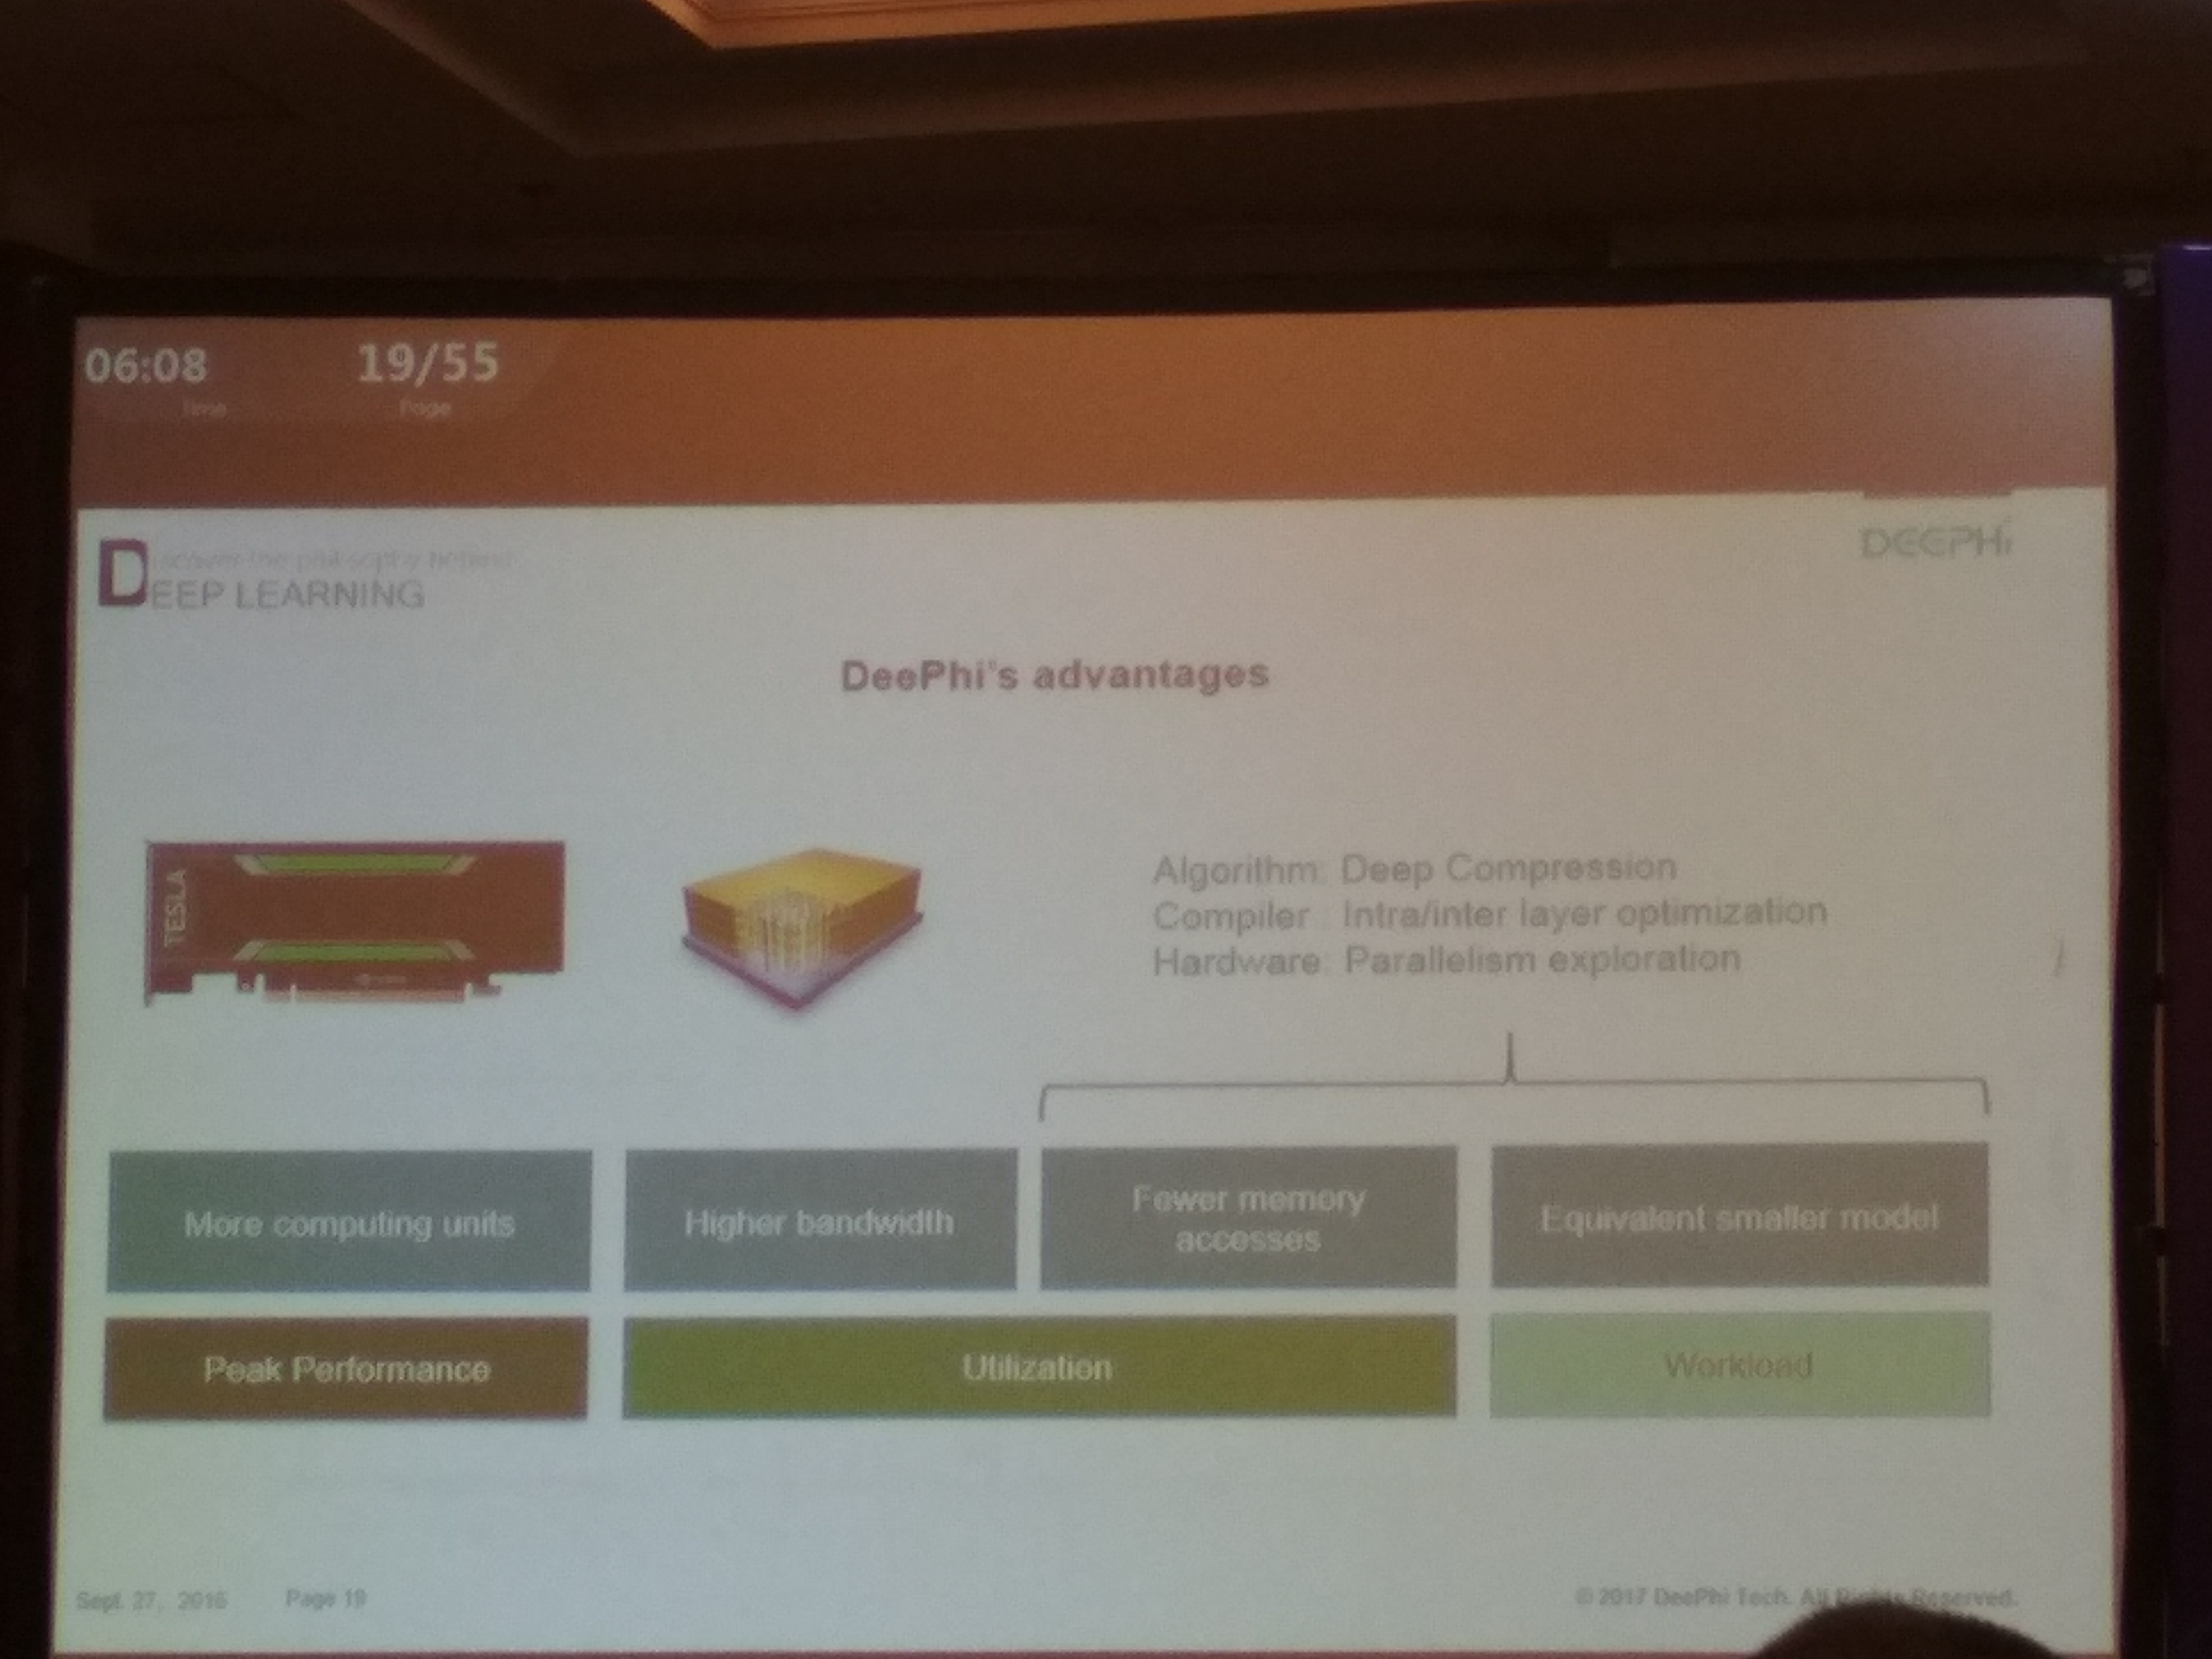 06:08 19/55
Time Page
Discover the philosophy behind
DEEP LEARNING
DEEPHi
DeePhi's advantages
TESLA
Algorithm: Deep Compression
Compiler : Intra/inter layer optimization
Hardware: Parallelism exploration
More computing units
Higher bandwidth
Fewer memory
accesses
Equivalent smaller model
Peak Performance
Utilization
Workload
Sept. 27, 2016 Page 19
© 2017 DeePhi Tech. All Rights Reserved.